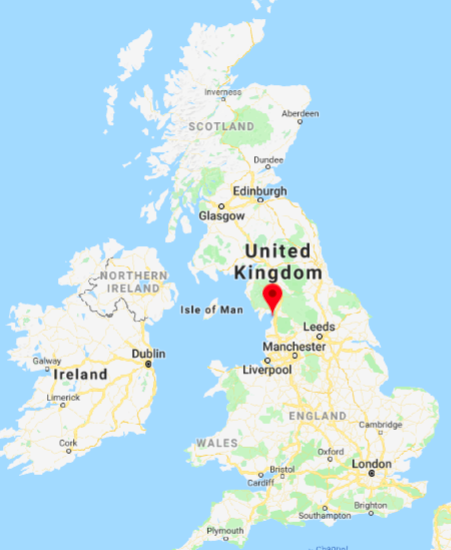 Inverness
Aberdeen
SCOTLAND
Dundee
Edinburgh
Glasgow
United
Kingdom
NORTHERN
IRELAND
Isle of Man
Leeds
Manchester
Dublin
Galway
Liverpool
Ireland
Limerick
ENGLAND
Cambridge
Cork
WALES
Oxford
London
Bristol
Cardiff
Brighton
Southampton
Plymouth